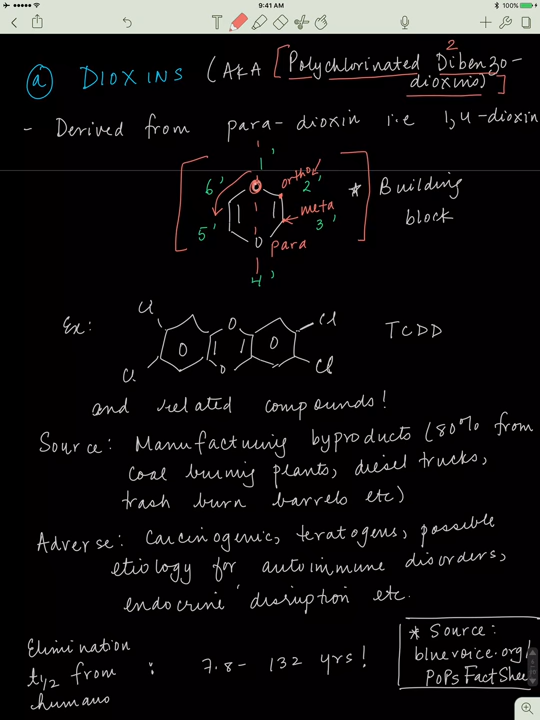 9:41 AM
100%
T
a DIOXINS (AKA [Polychlorinated Dibenzo-
2
dioxins)]
- Derived from para-dioxin i.e 1,4-dioxin
1'
6' ortho 2'
meta
5' 3'
O para
4'
* Building
block
Ex: Cl O Cl
O O TCDD
Cl O Cl
and related compounds!
Source: Manufactuning byproducts (80% from
coal burning plants, diesel trucks,
trash burn barrels etc)
Adverse: Carcinogenic, teratogens, possible
etiology for autoimmune disorders,
endocrine disruption etc.
Elimination
t1/2 from : 7.8- 132 yrs!
humans
* Source:
bluevoice.org/
POPs FactShee